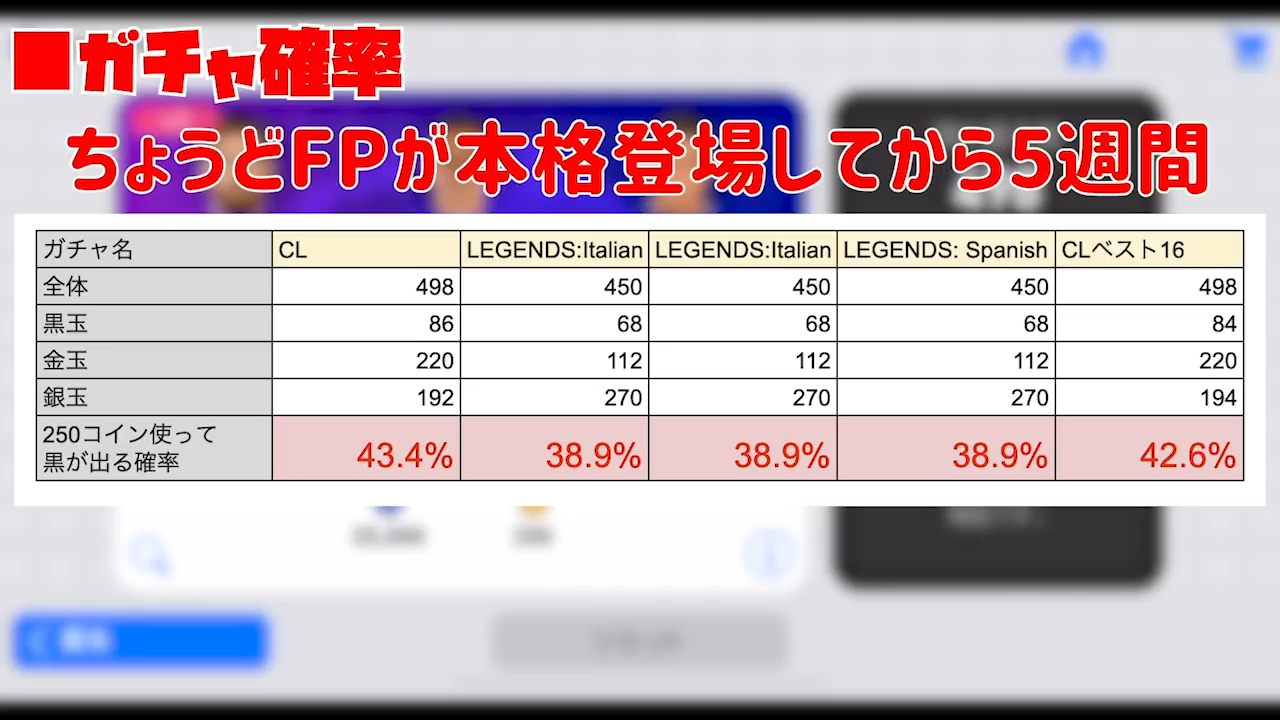 ■ガチャ確率
ちょうどFPが本格登場してから5週間
ガチャ名 CL LEGENDS:Italian LEGENDS:Italian LEGENDS: Spanish CLベスト16
全体 498 450 450 450 498
黒玉 86 68 68 68 84
金玉 220 112 112 112 220
銀玉 192 270 270 270 194
250コイン使って
黒が出る確率 43.4% 38.9% 38.9% 38.9% 42.6%